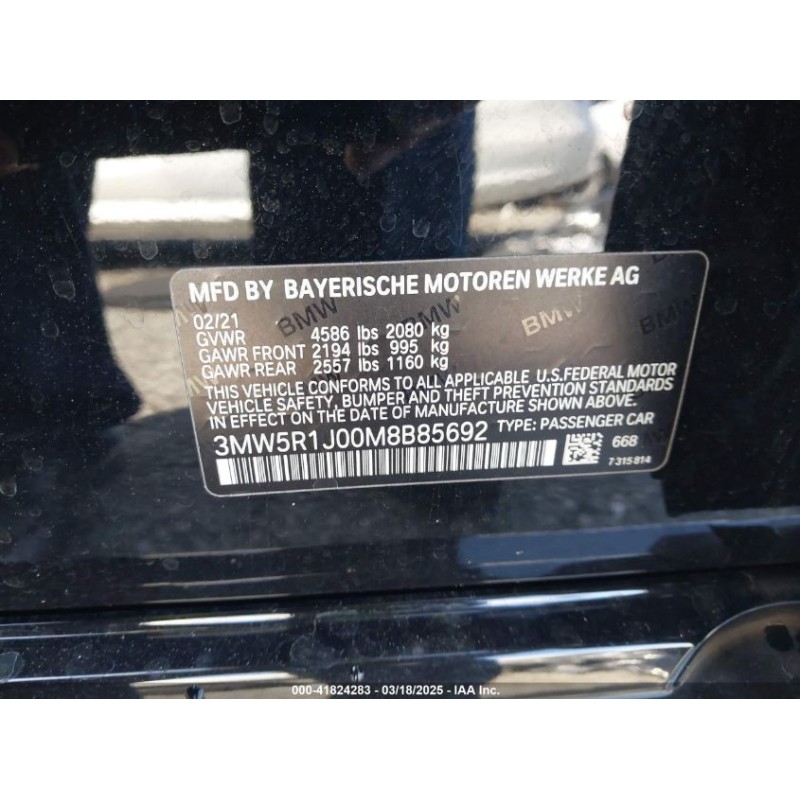 MFD BY BAYERISCHE MOTOREN WERKE AG
02/21
GVWR 4586 lbs 2080 kg
GAWR FRONT 2194 lbs 995 kg
GAWR REAR 2557 lbs 1160 kg
THIS VEHICLE CONFORMS TO ALL APPLICABLE U.S.FEDERAL MOTOR
VEHICLE SAFETY, BUMPER AND THEFT PREVENTION STANDARDS
IN EFFECT ON THE DATE OF MANUFACTURE SHOWN ABOVE.
3MW5R1J00M8B85692 TYPE: PASSENGER CAR
668
7 315 814
BMW BMW BMW
000-41824283 - 03/18/2025 - IAA Inc.